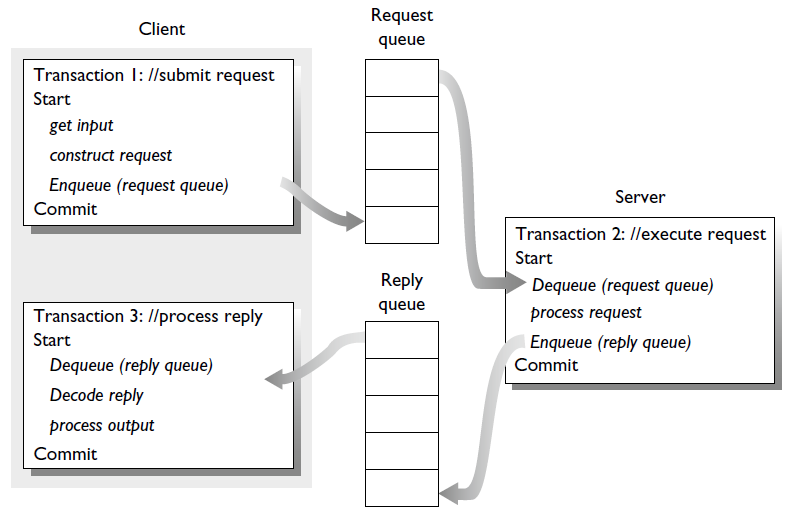 Client
Request
queue
Transaction 1: //submit request
Start
get input
construct request
Enqueue (request queue)
Commit
Server
Transaction 2: //execute request
Start
Dequeue (request queue)
process request
Enqueue (reply queue)
Commit
Reply
queue
Transaction 3: //process reply
Start
Dequeue (reply queue)
Decode reply
process output
Commit